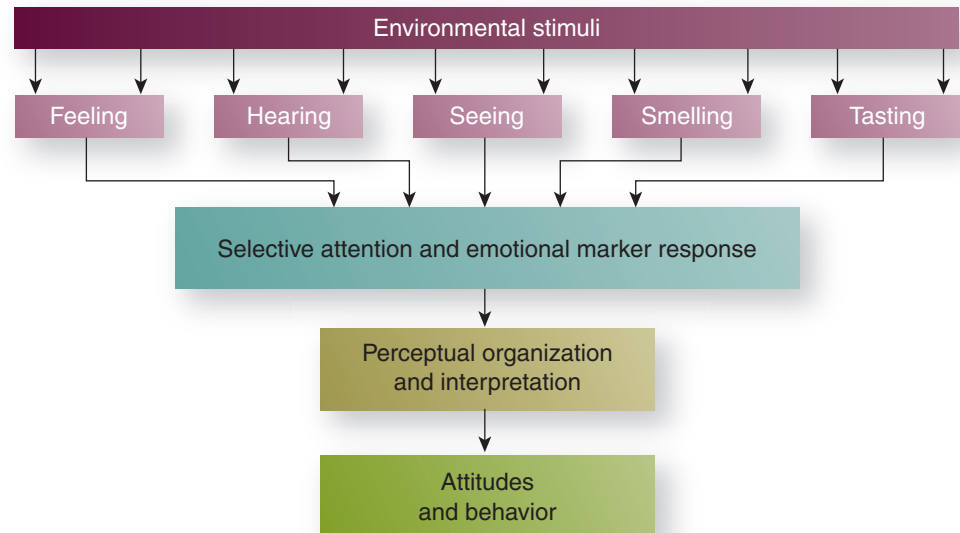 Environmental stimuli
Feeling
Hearing
Seeing
Smelling
Tasting
Selective attention and emotional marker response
Perceptual organization
and interpretation
Attitudes
and behavior